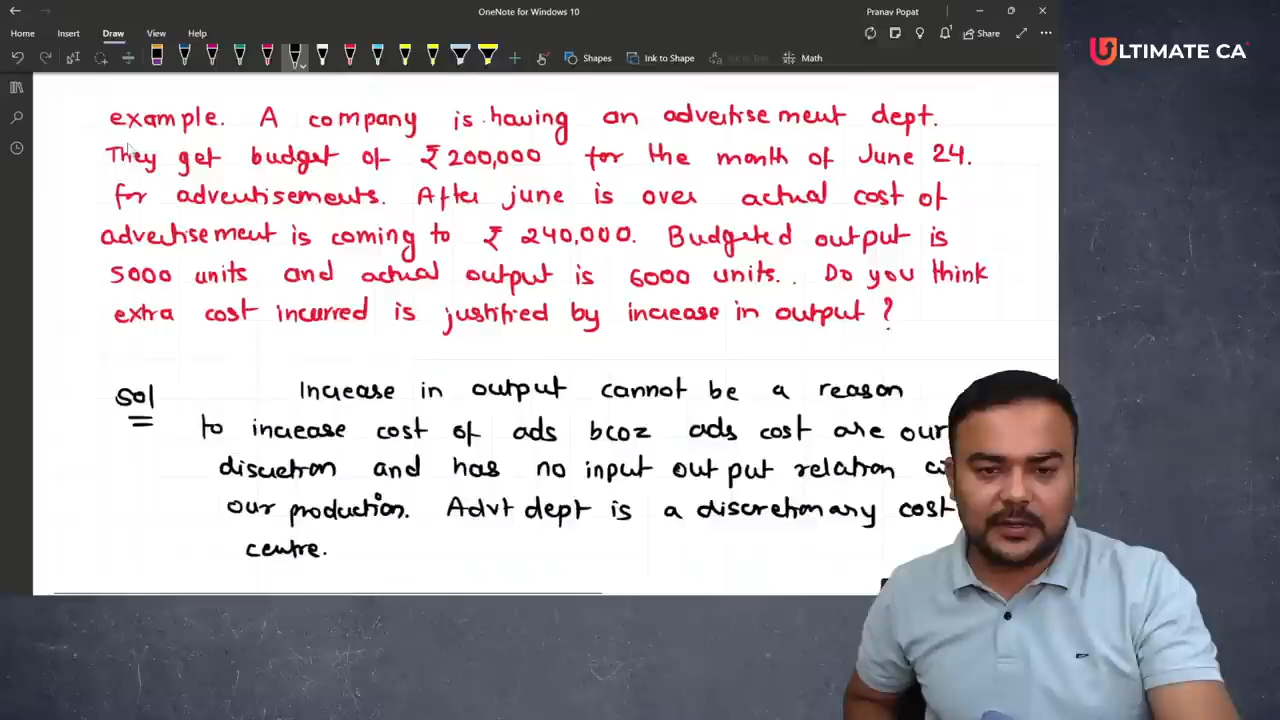 OneNote for Windows 10
Pranav Popat
Home Insert Draw View Help
Share
Shapes Ink to Shape Ink to Text Math
ULTIMATE CA
example. A company is having an advertisement dept.
They get budget of ₹200,000 for the month of June 24.
for advertisements. After june is over actual cost of
advertisement is coming to ₹ 240,000. Budgeted output is
5000 units and actual output is 6000 units.. Do you think
extra cost incurred is justified by increase in output ?
Sol Increase in output cannot be a reason
to increase cost of ads bcoz ads cost are our
discretion and has no input output relation
our production. Advt dept is a discretionary cost
centre.